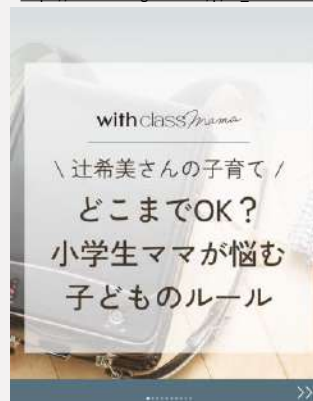 with class mama
\ 辻希美さんの子育て /
どこまでOK？
小学生ママが悩む
子どものルール
>>